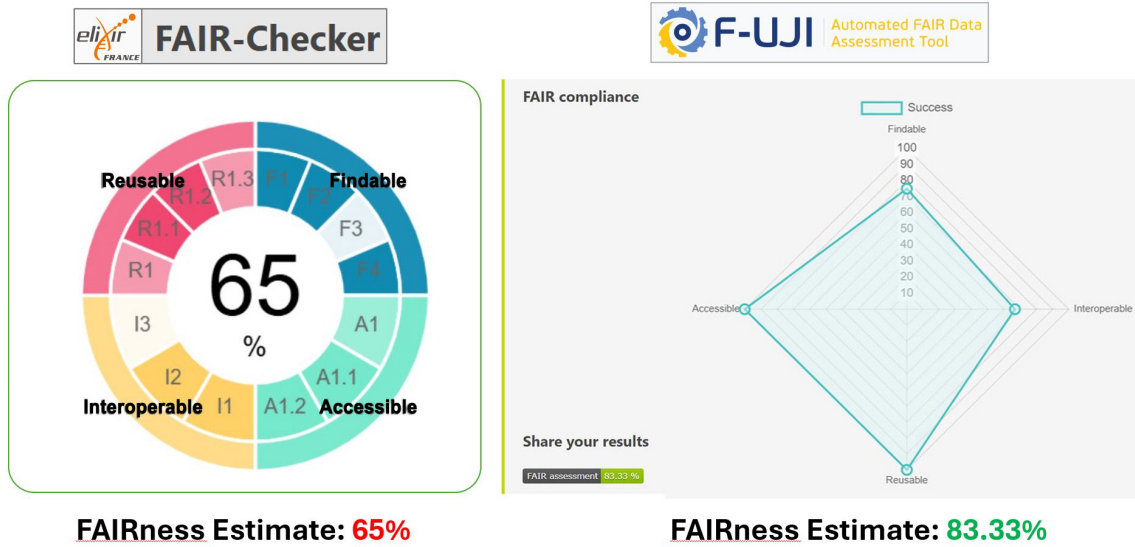 elixir
FRANCE
FAIR-Checker
F-UJI
Automated FAIR Data
Assessment Tool
Reusable
Findable
R1.3
F1
R1.2
F2
R1.1
F3
R1
F4
65
%
I3
A1
I2
A1.1
Interoperable
I1
A1.2
Accessible
FAIR compliance
Success
Findable
100
90
80
70
60
50
40
30
20
10
Accessible
Interoperable
Reusable
Share your results
FAIR assessment 83.33 %
FAIRness Estimate: 65%
FAIRness Estimate: 83.33%